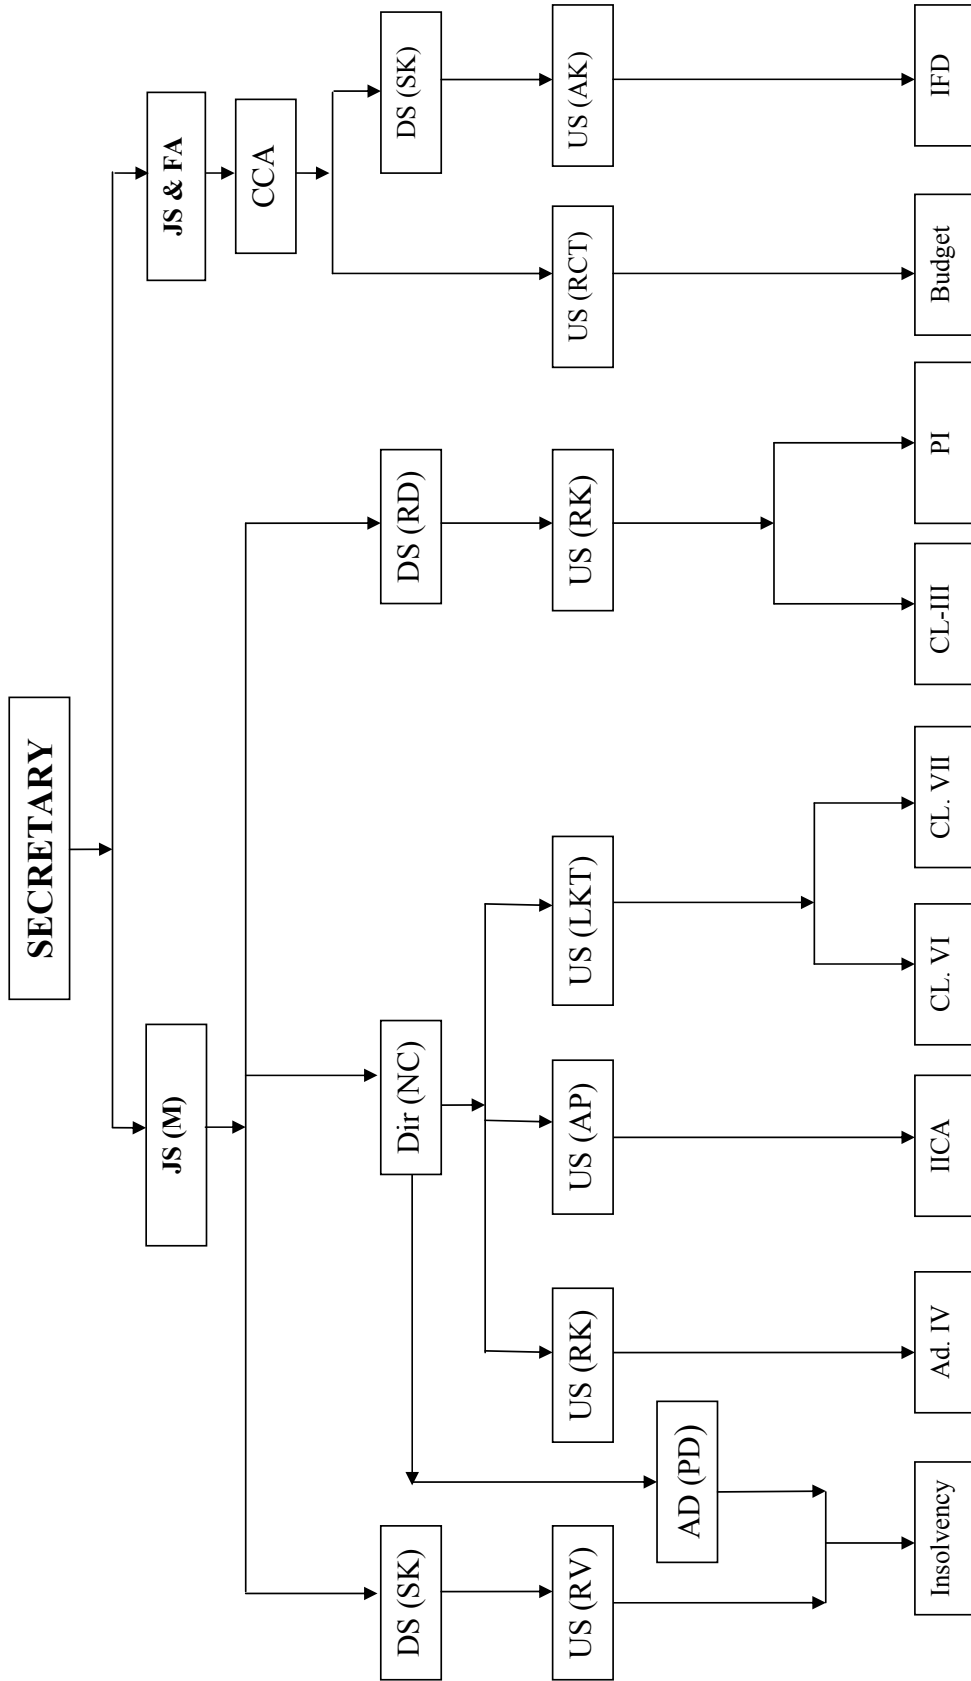 SECRETARY
JS (M)
JS & FA
CCA
DS (SK)
Dir (NC)
DS (RD)
DS (SK)
US (RV)
US (RK)
US (AP)
US (LKT)
US (RK)
US (RCT)
US (AK)
AD (PD)
Insolvency
Ad. IV
IICA
CL. VI
CL. VII
CL-III
PI
Budget
IFD